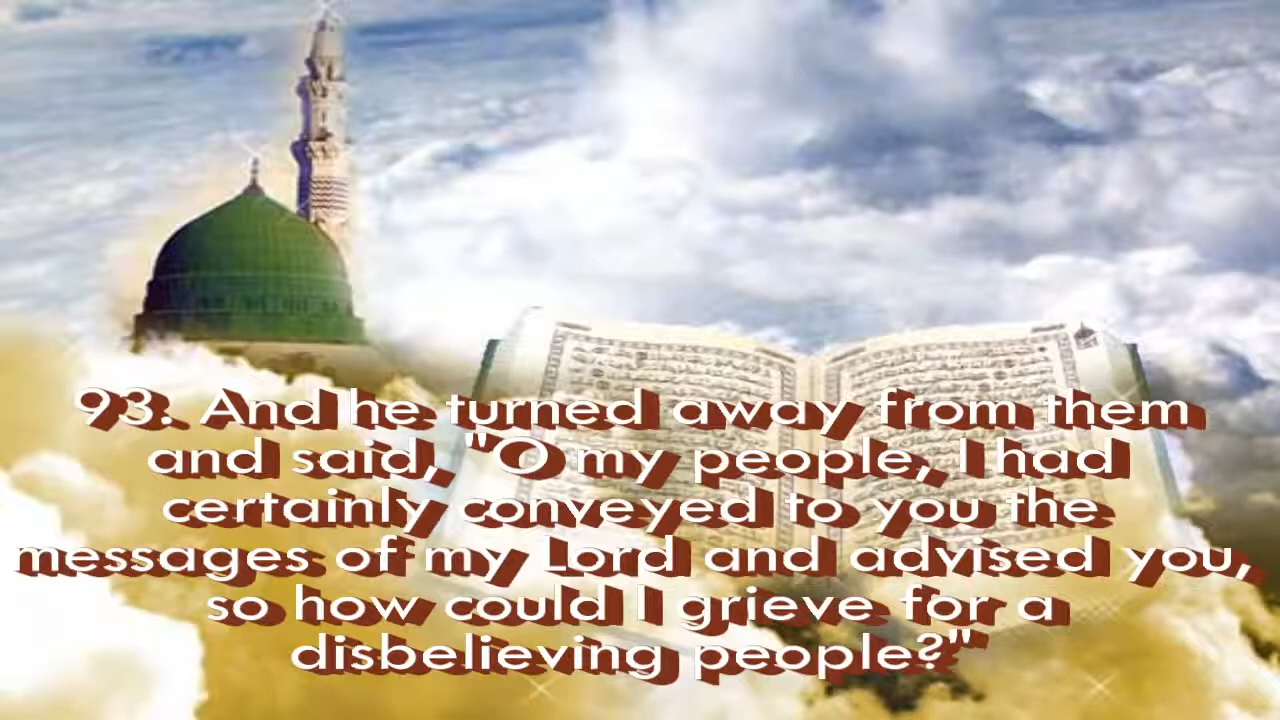 93. And he turned away from them
and said, "O my people, I had
certainly conveyed to you the
messages of my Lord and advised you,
so how could I grieve for a
disbelieving people?"